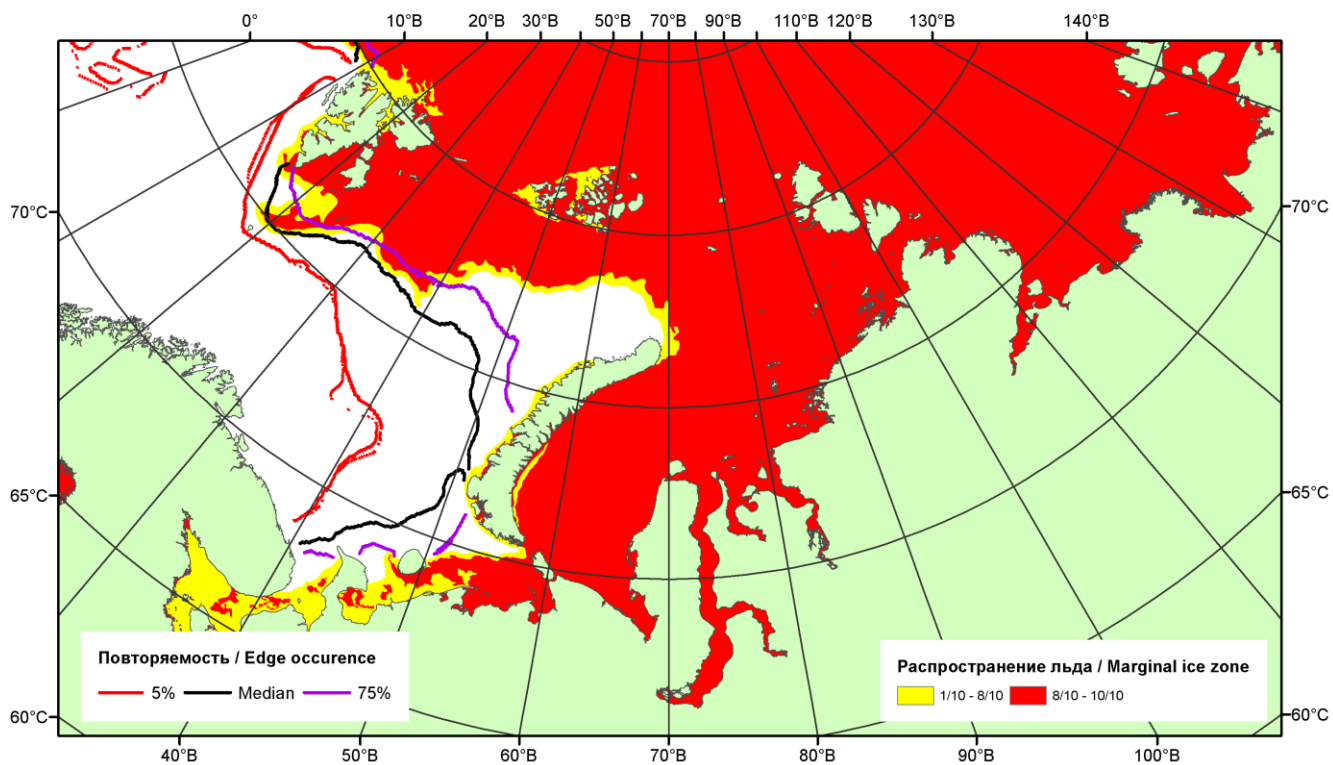 0° 10°В 20°В 30°В 50°В 70°В 90°В 110°В 120°В 130°В 140°В
70°С 70°С
65°С 65°С
60°С 60°С
Повторяемость / Edge occurence
5% Median 75%
Распространение льда / Marginal ice zone
1/10 - 8/10 8/10 - 10/10
40°В 50°В 60°В 70°В 80°В 90°В 100°В